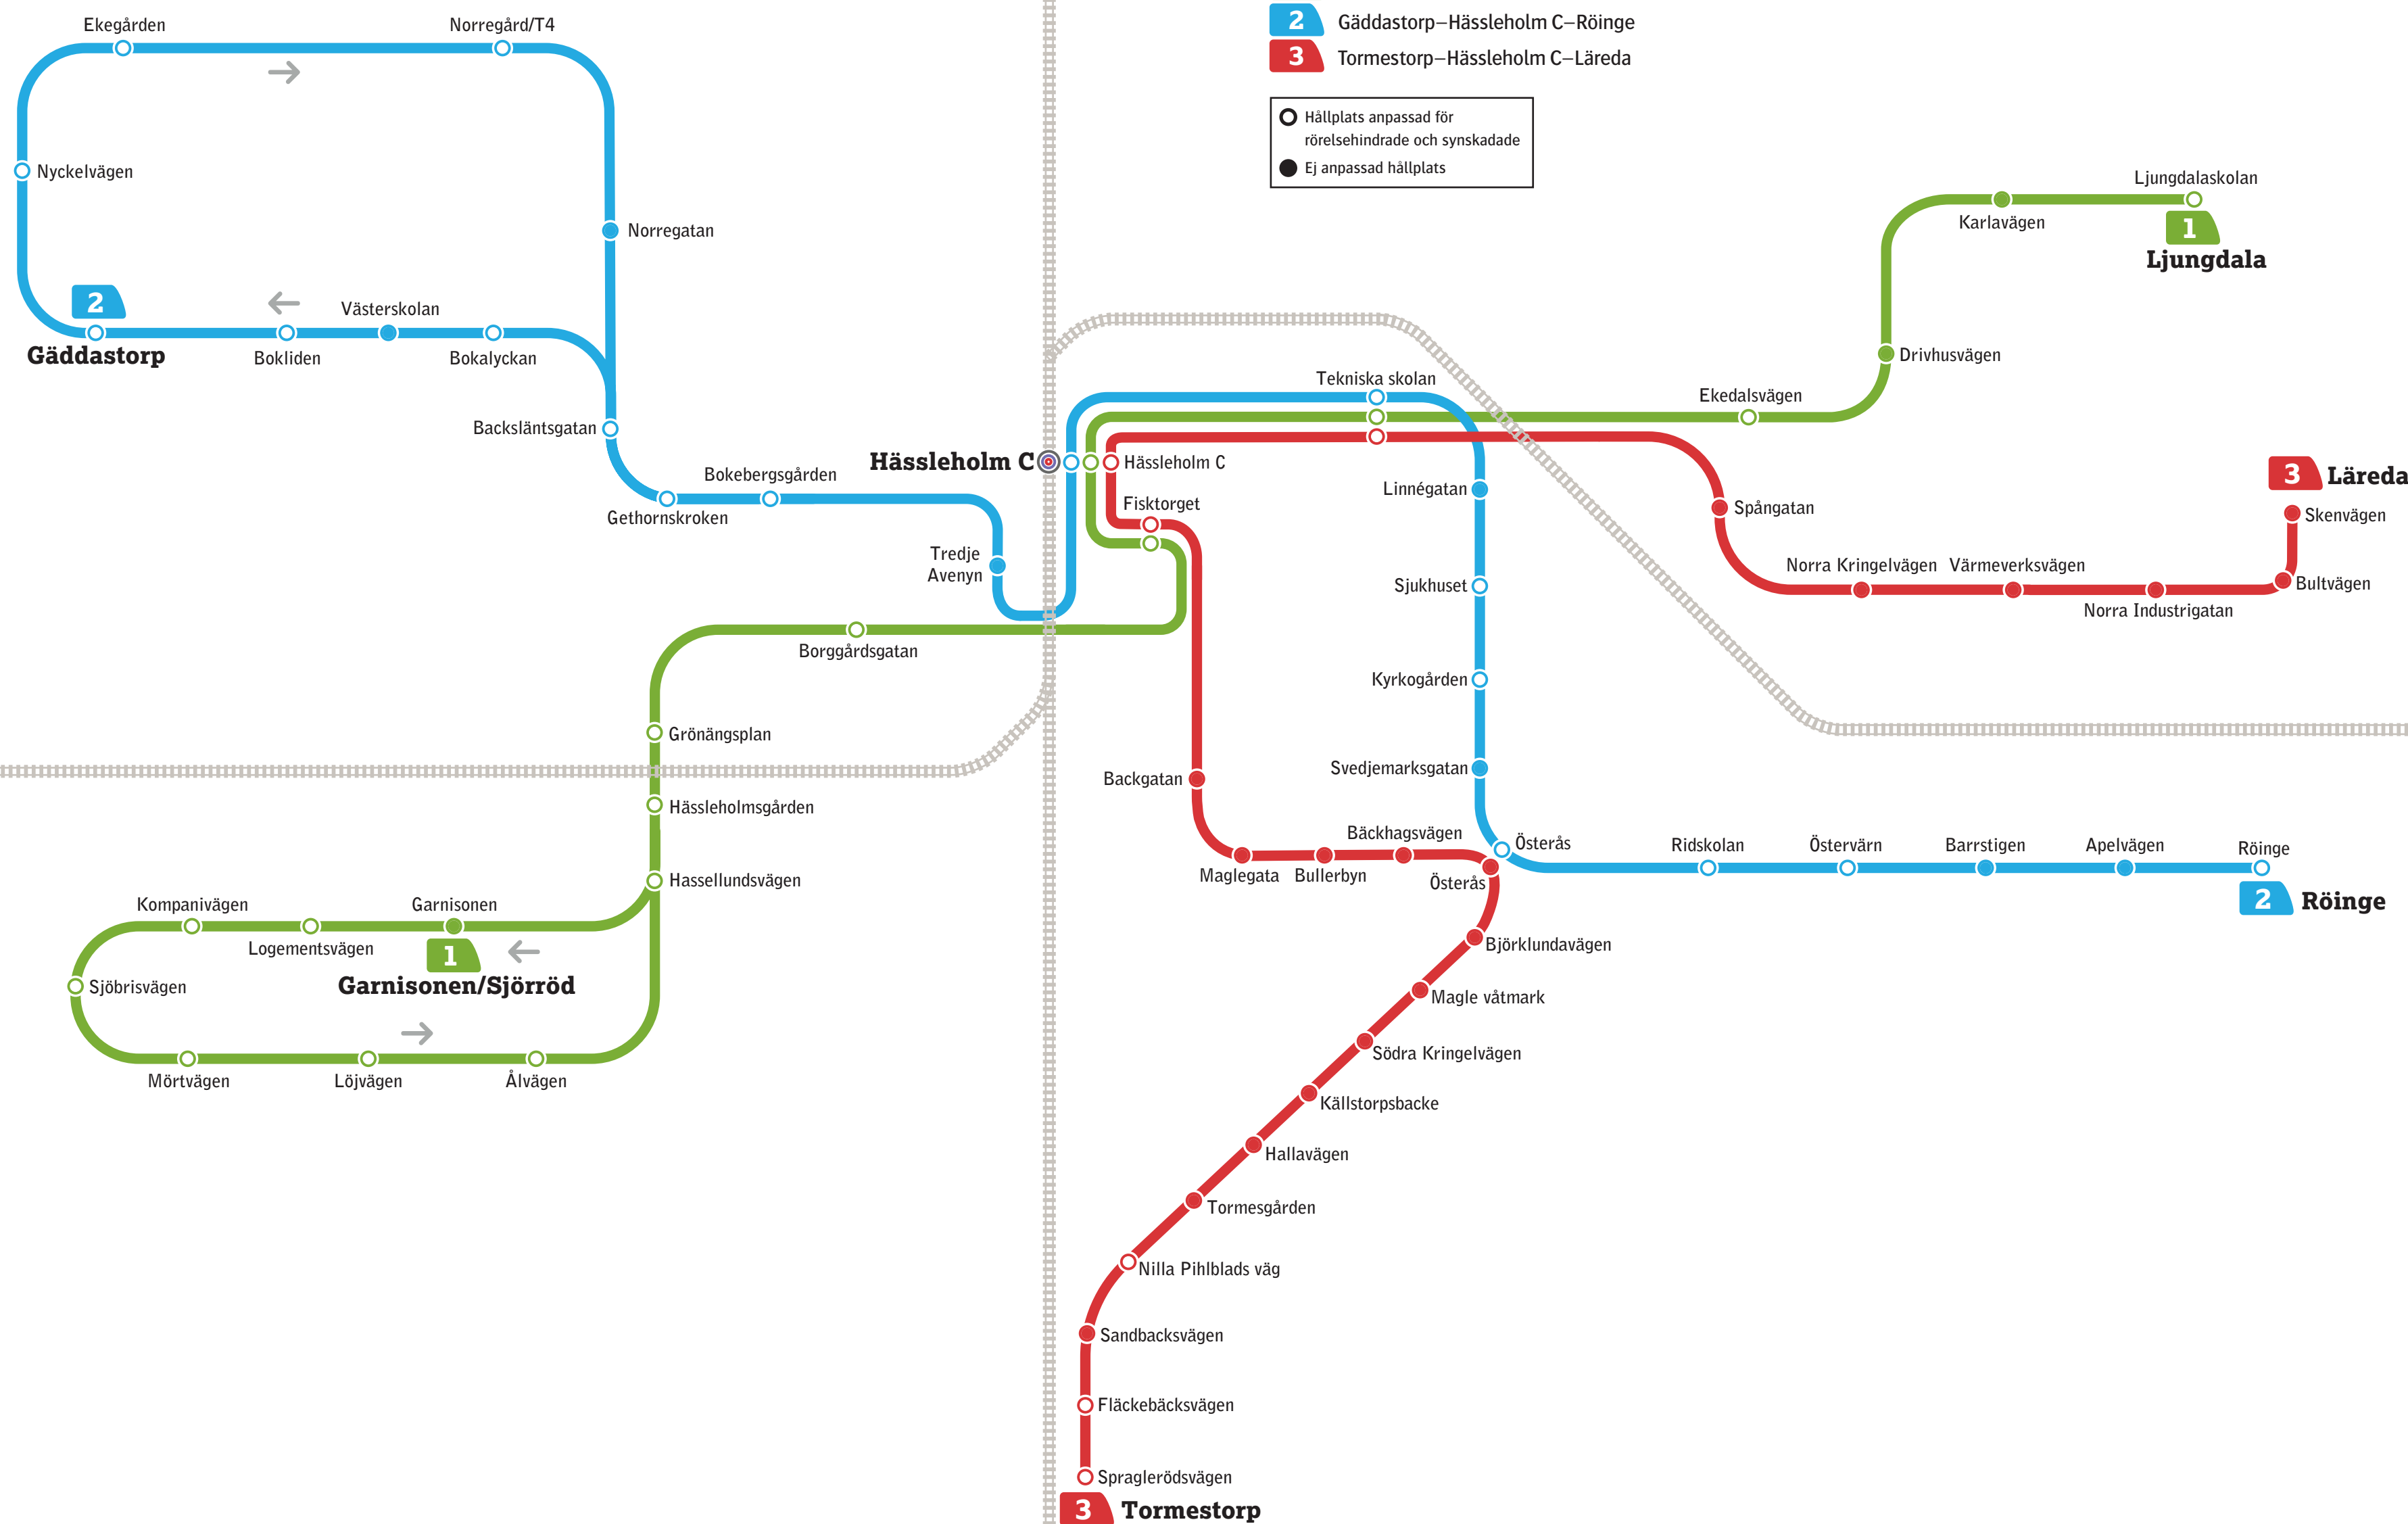 Ekegården
Norregård/T4
2 Gäddastorp–Hässleholm C–Röinge
3 Tormestorp–Hässleholm C–Läreda
Hållplats anpassad för
rörelsehindrade och synskadade
Ej anpassad hållplats
Nyckelvägen
Norregatan
2
Gäddastorp
Bokliden
Västerskolan
Bokalyckan
Backsläntsgatan
Gethornskroken
Bokebergsgården
Tredje
Avenyn
Hässleholm C
Hässleholm C
Fisktorget
Tekniska skolan
Ekedalsvägen
Drivhusvägen
Karlavägen
Ljungdalaskolan
1
Ljungdala
Linnégatan
Sjukhuset
Kyrkogården
Svedjemarksgatan
Spångatan
Norra Kringelvägen
Värmeverksvägen
Norra Industrigatan
Bultvägen
Skenvägen
3 Läreda
Borggårdsgatan
Grönängsplan
Hässleholmsgården
Hassellundsvägen
Kompanivägen
Logementsvägen
Garnisonen
1
Garnisonen/Sjörröd
Sjöbrisvägen
Mörtvägen
Löjvägen
Ålvägen
Backgatan
Maglegata
Bullerbyn
Bäckhagsvägen
Österås
Österås
Ridskolan
Östervärn
Barrstigen
Apelvägen
Röinge
2 Röinge
Björklundavägen
Magle våtmark
Södra Kringelvägen
Källstorpsbacke
Hallavägen
Tormesgården
Nilla Pihlblads väg
Sandbacksvägen
Fläckebäcksvägen
Spraglerödsvägen
3 Tormestorp